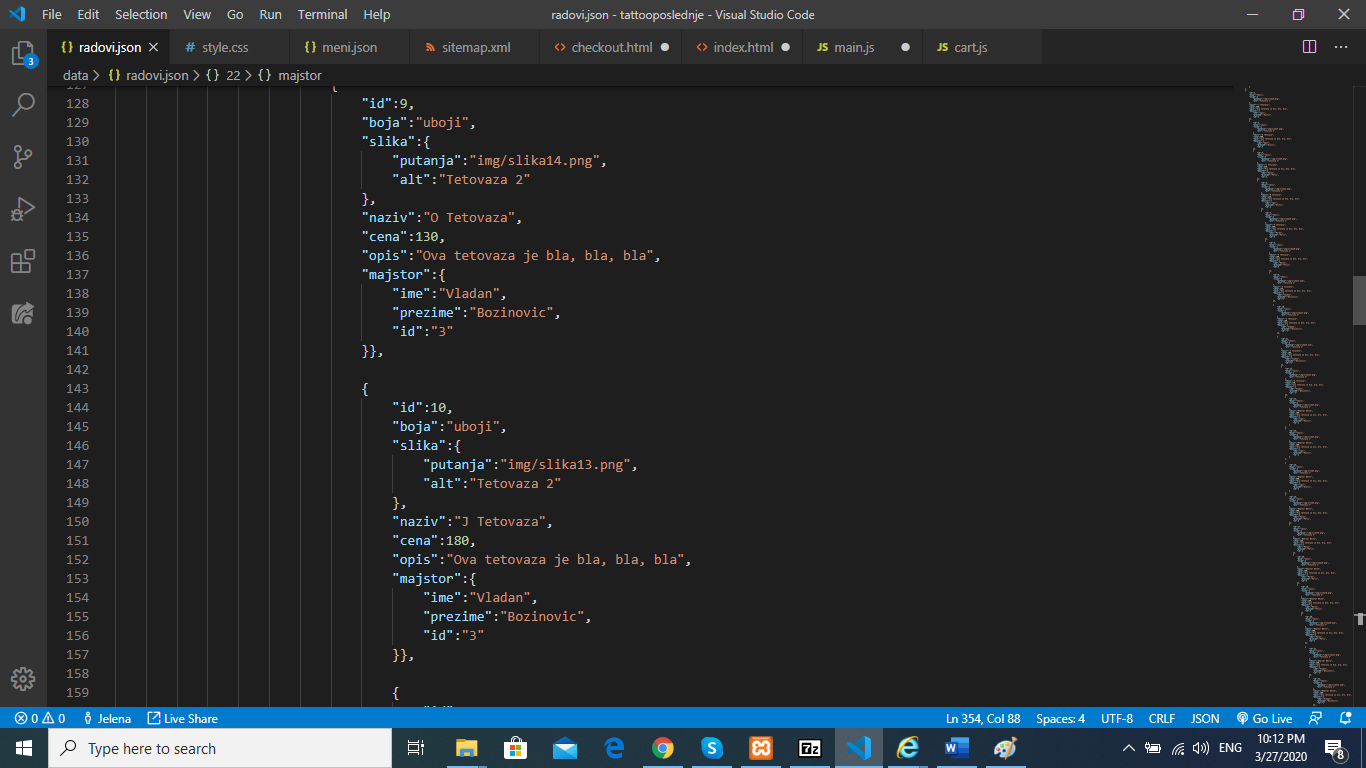 File Edit Selection View Go Run Terminal Help radovi.json - tattooposlednje - Visual Studio Code
{} radovi.json # style.css {} meni.json sitemap.xml <> checkout.html <> index.html JS main.js JS cart.js
data > {} radovi.json > {} 22 > {} majstor
127 {
128 "id":9,
129 "boja":"uboji",
130 "slika":{
131 "putanja":"img/slika14.png",
132 "alt":"Tetovaza 2"
133 },
134 "naziv":"O Tetovaza",
135 "cena":130,
136 "opis":"Ova tetovaza je bla, bla, bla",
137 "majstor":{
138 "ime":"Vladan",
139 "prezime":"Bozinovic",
140 "id":"3"
141 }},
142
143 {
144 "id":10,
145 "boja":"uboji",
146 "slika":{
147 "putanja":"img/slika13.png",
148 "alt":"Tetovaza 2"
149 },
150 "naziv":"J Tetovaza",
151 "cena":180,
152 "opis":"Ova tetovaza je bla, bla, bla",
153 "majstor":{
154 "ime":"Vladan",
155 "prezime":"Bozinovic",
156 "id":"3"
157 }},
158
159 {
3
0 0 Jelena Live Share Ln 354, Col 88 Spaces: 4 UTF-8 CRLF JSON Go Live
Type here to search
7z
ENG
10:12 PM
3/27/2020
8